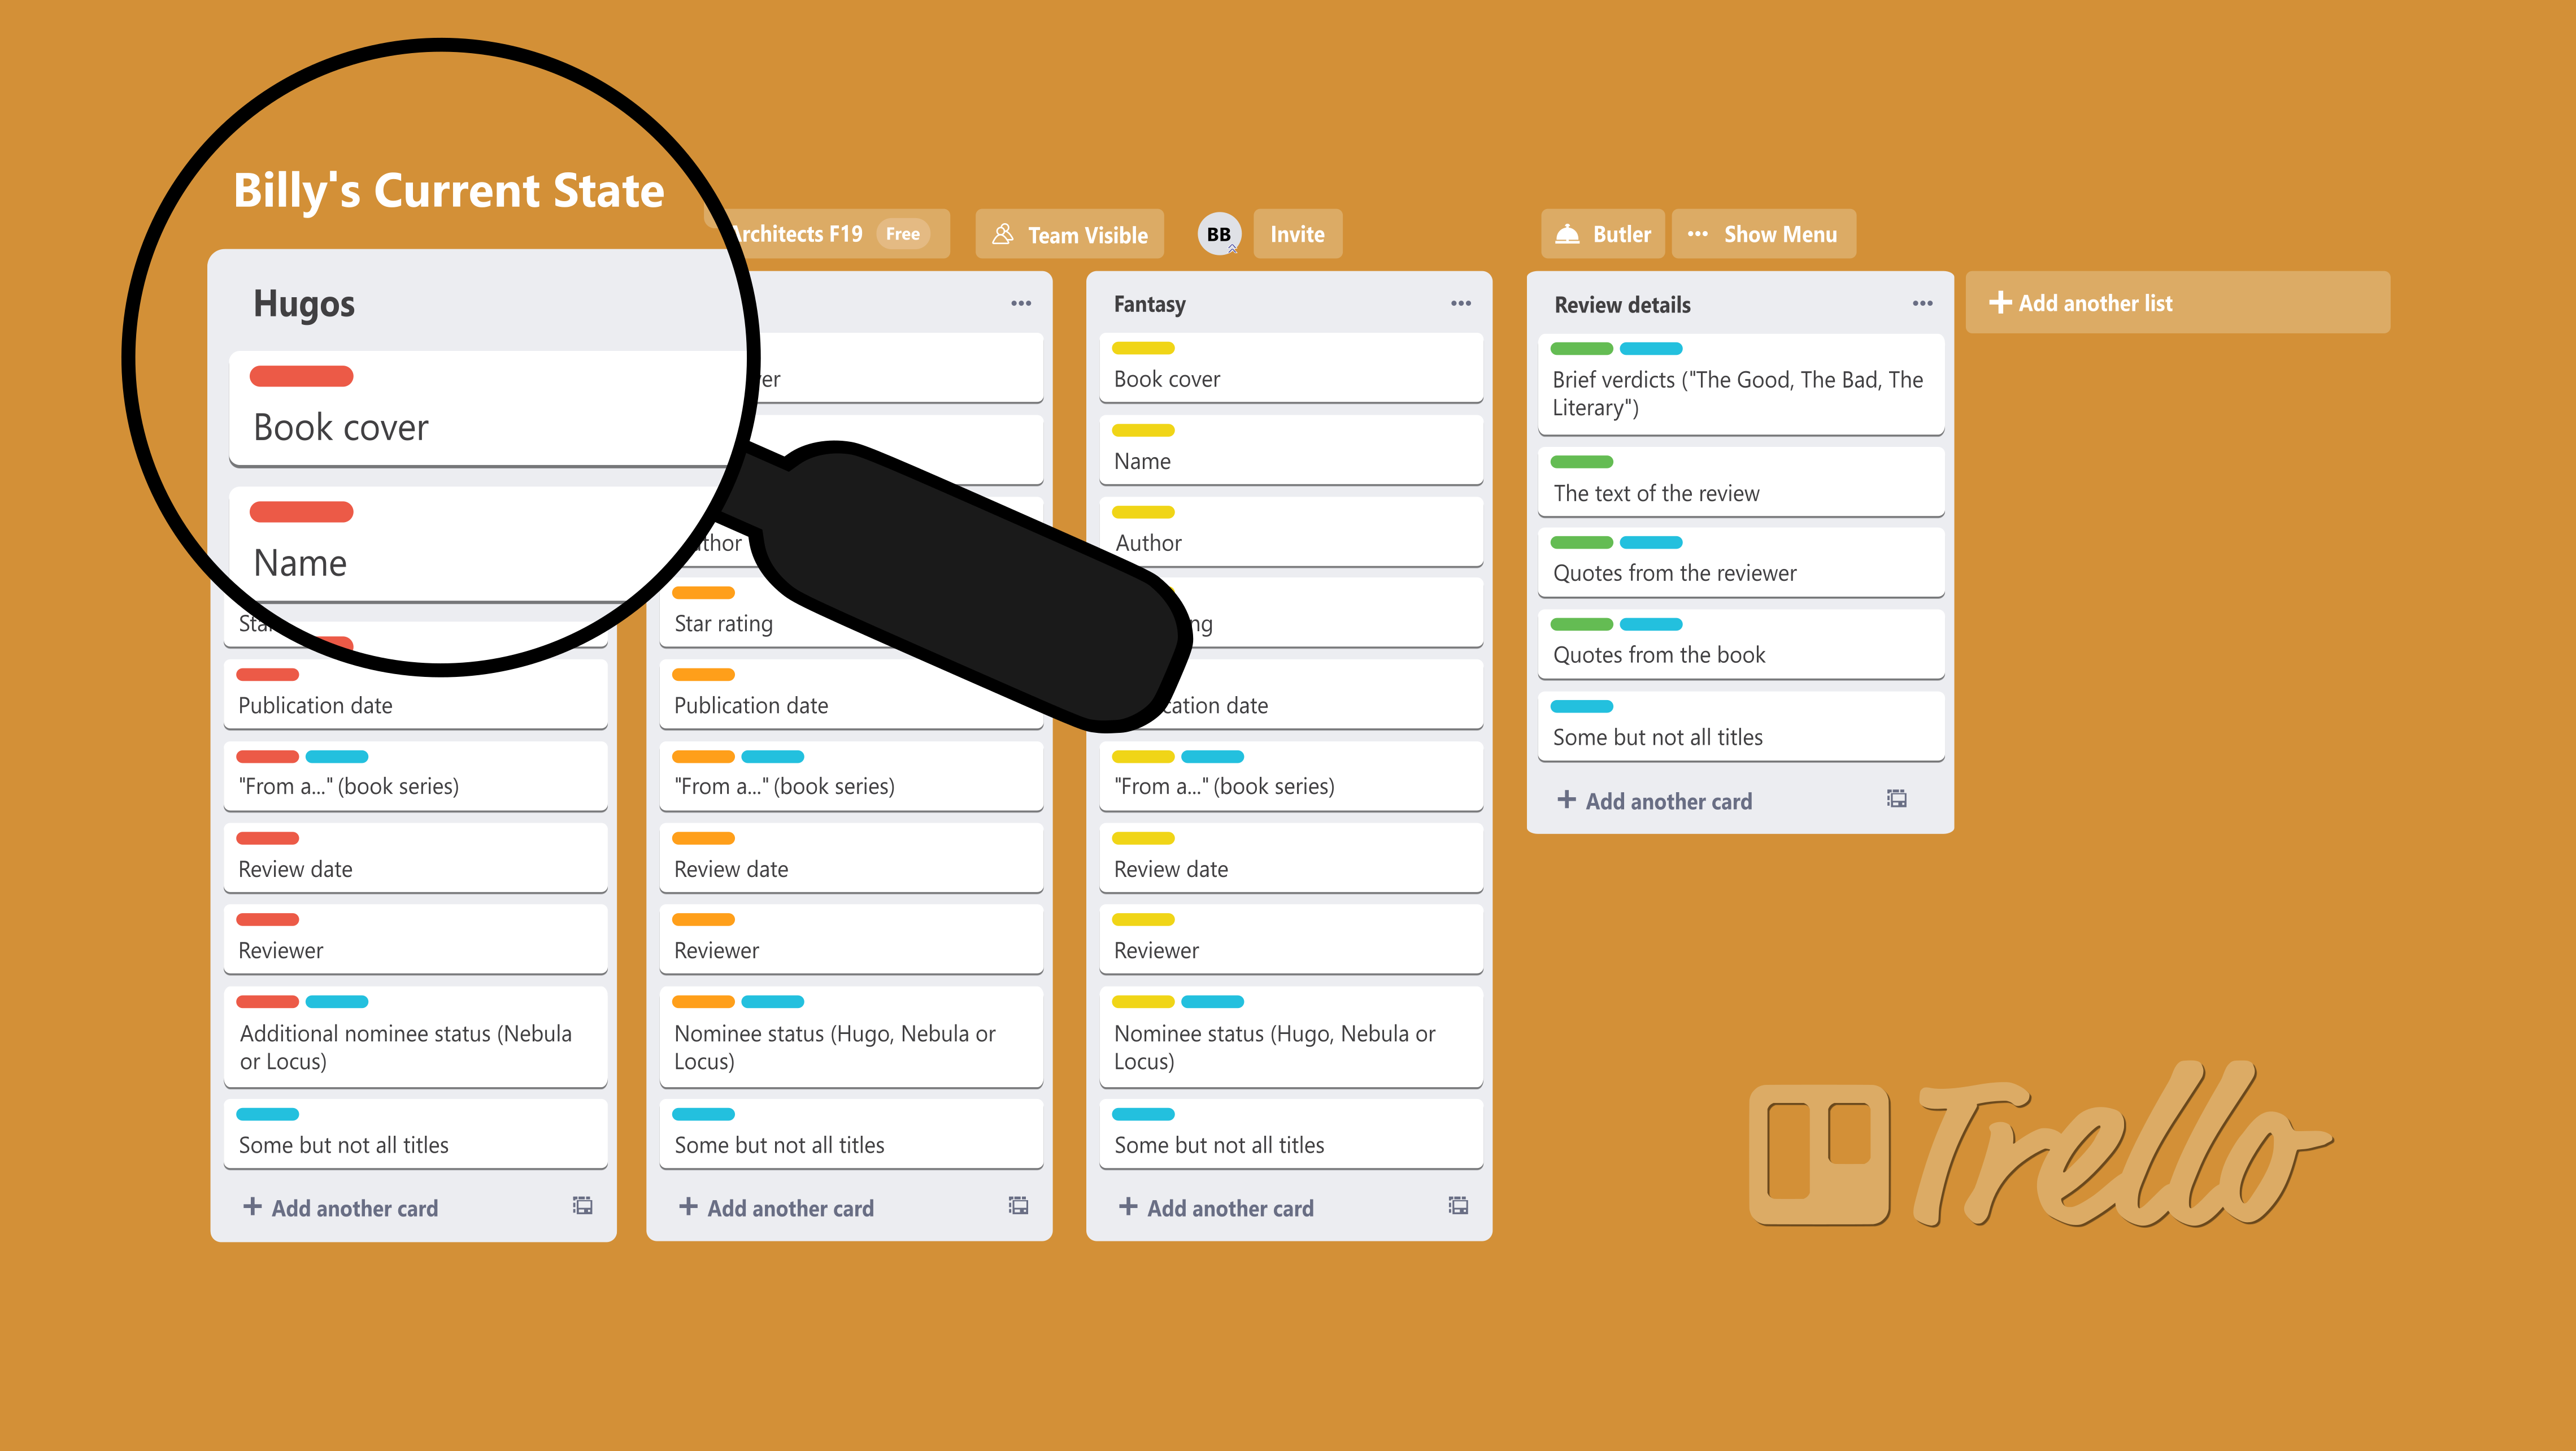 Billy's Current State
Architects F19
Free
Team Visible
BB
Invite
Butler
Show Menu
Hugos
Book cover
Name
Publication date
"From a..." (book series)
Review date
Reviewer
Additional nominee status (Nebula
or Locus)
Some but not all titles
Add another card
Star rating
Publication date
"From a..." (book series)
Review date
Reviewer
Nominee status (Hugo, Nebula or
Locus)
Some but not all titles
Add another card
Fantasy
Book cover
Name
Author
date
"From a..." (book series)
Review date
Reviewer
Nominee status (Hugo, Nebula or
Locus)
Some but not all titles
Add another card
Review details
Brief verdicts ("The Good, The Bad, The
Literary")
The text of the review
Quotes from the reviewer
Quotes from the book
Some but not all titles
Add another card
Add another list
Trello